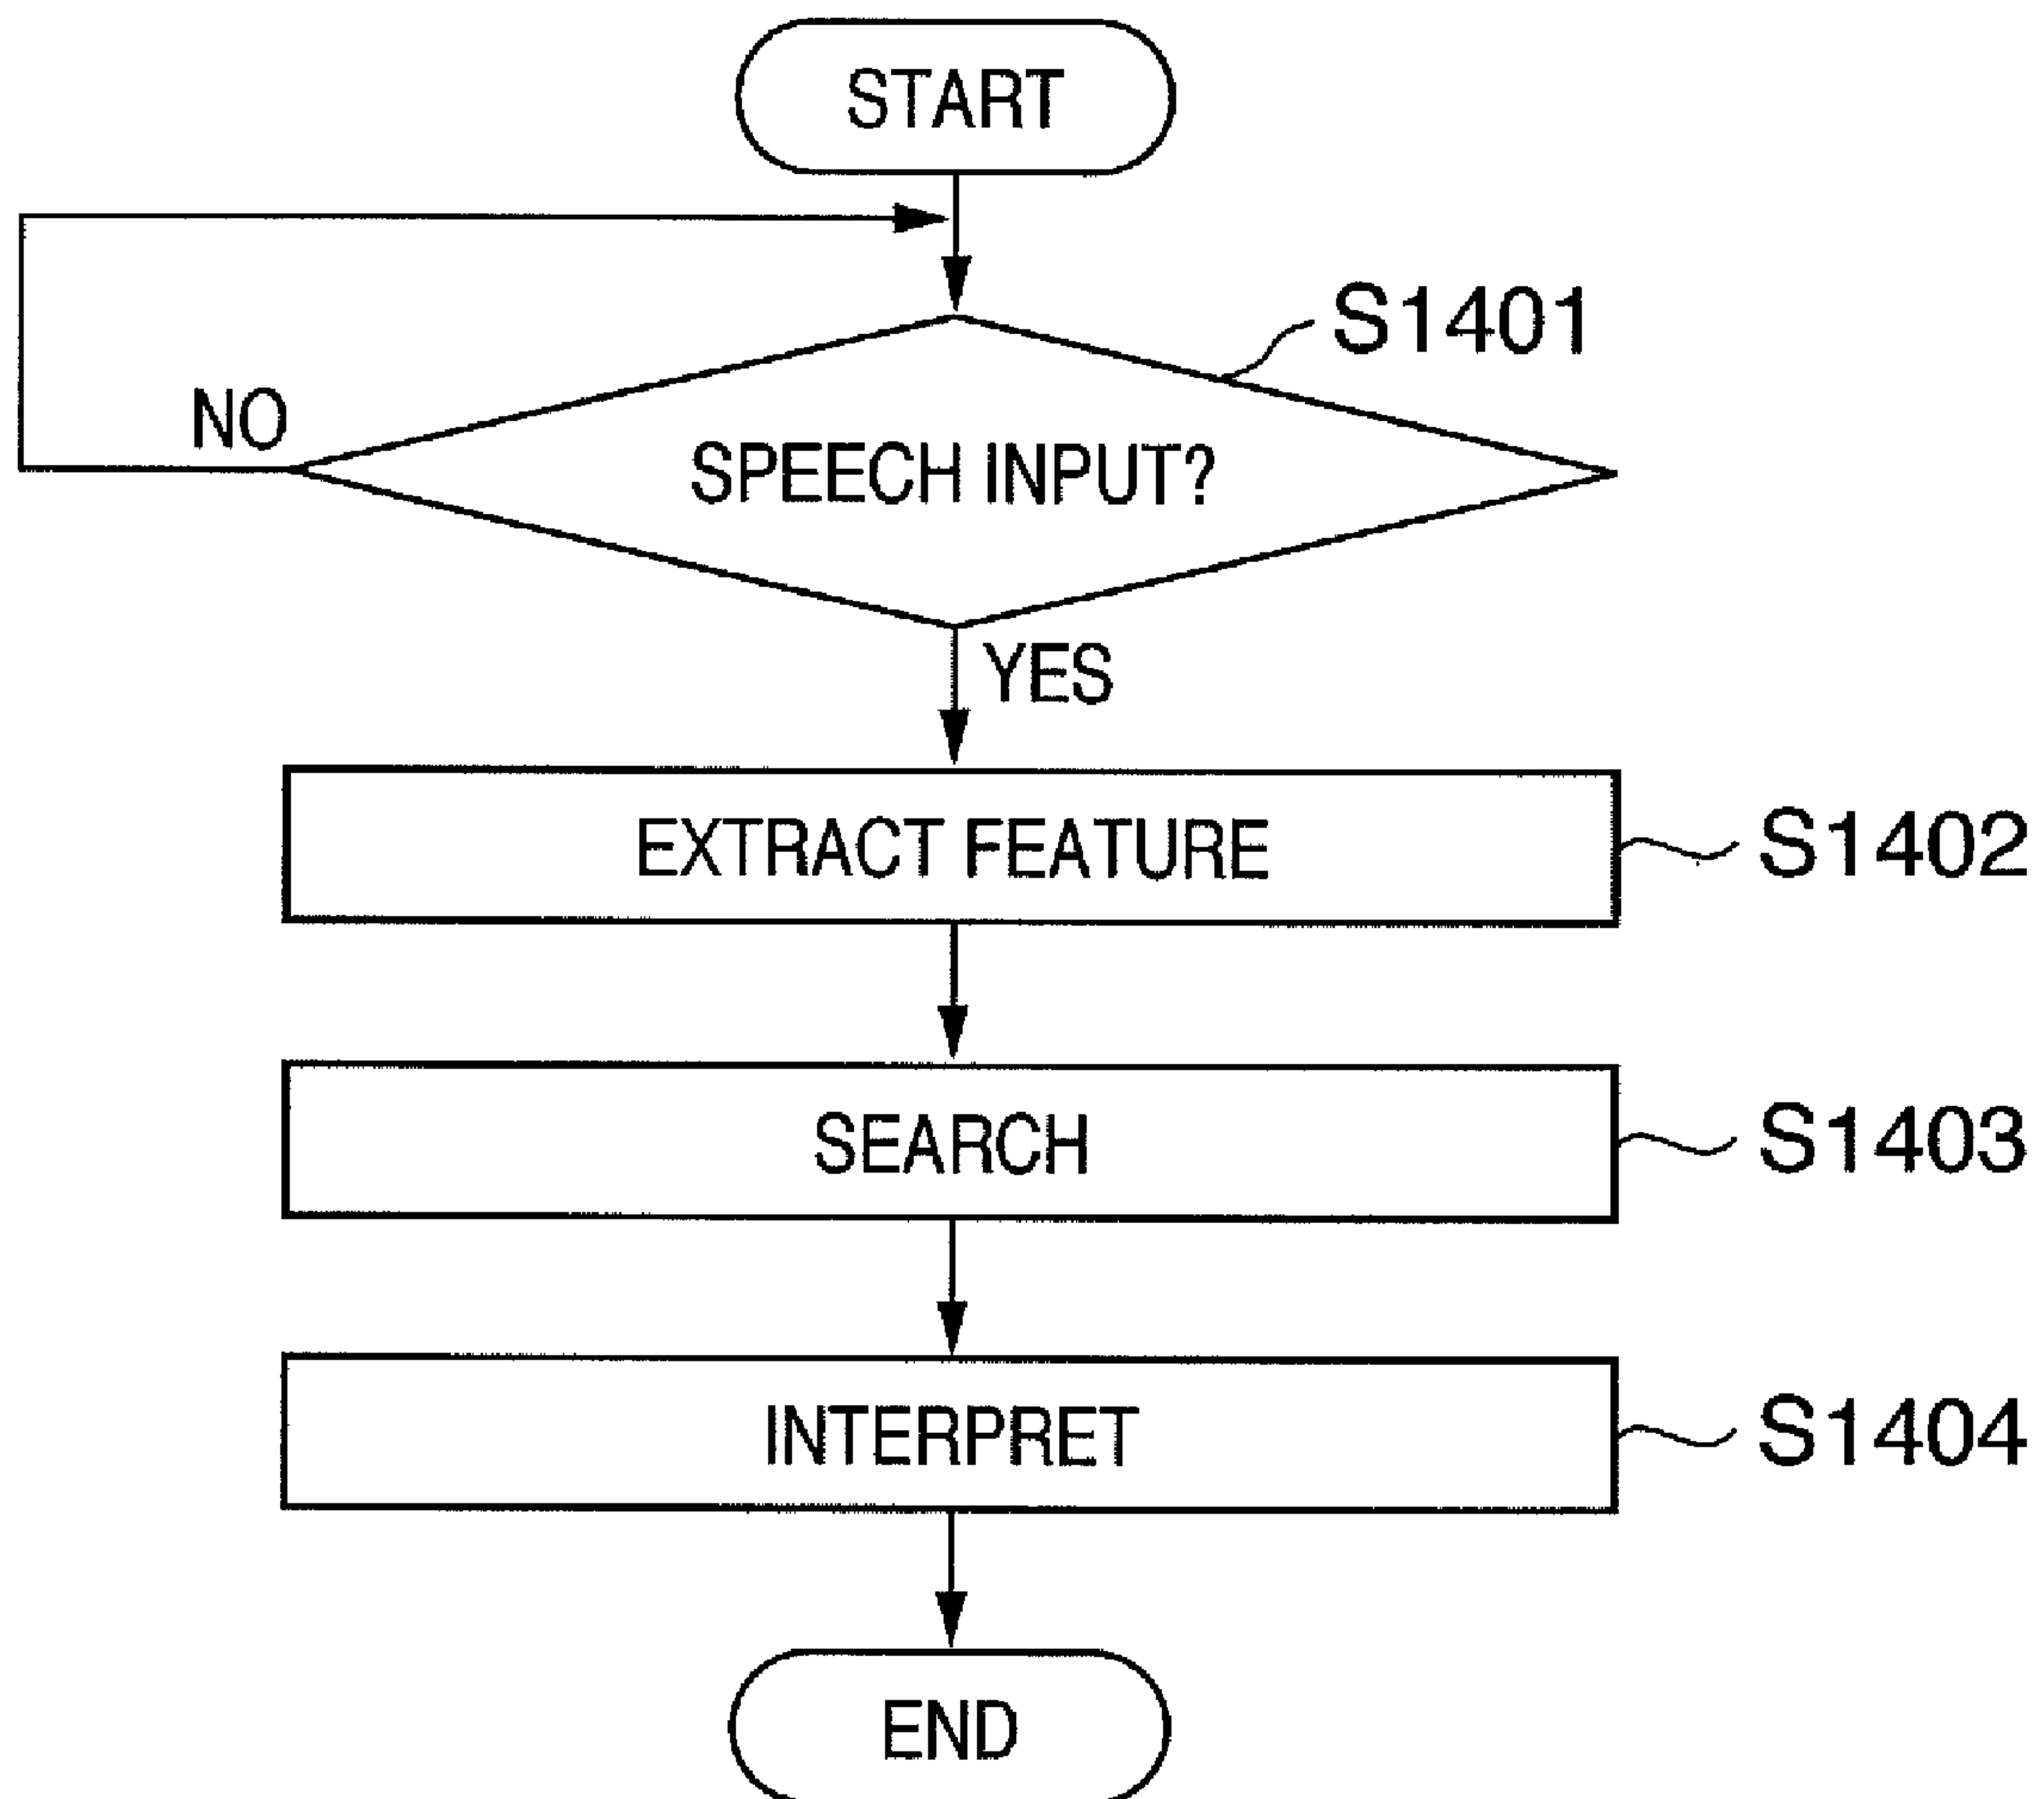 START
S1401
NO
SPEECH INPUT?
YES
EXTRACT FEATURE
S1402
SEARCH
S1403
INTERPRET
S1404
END